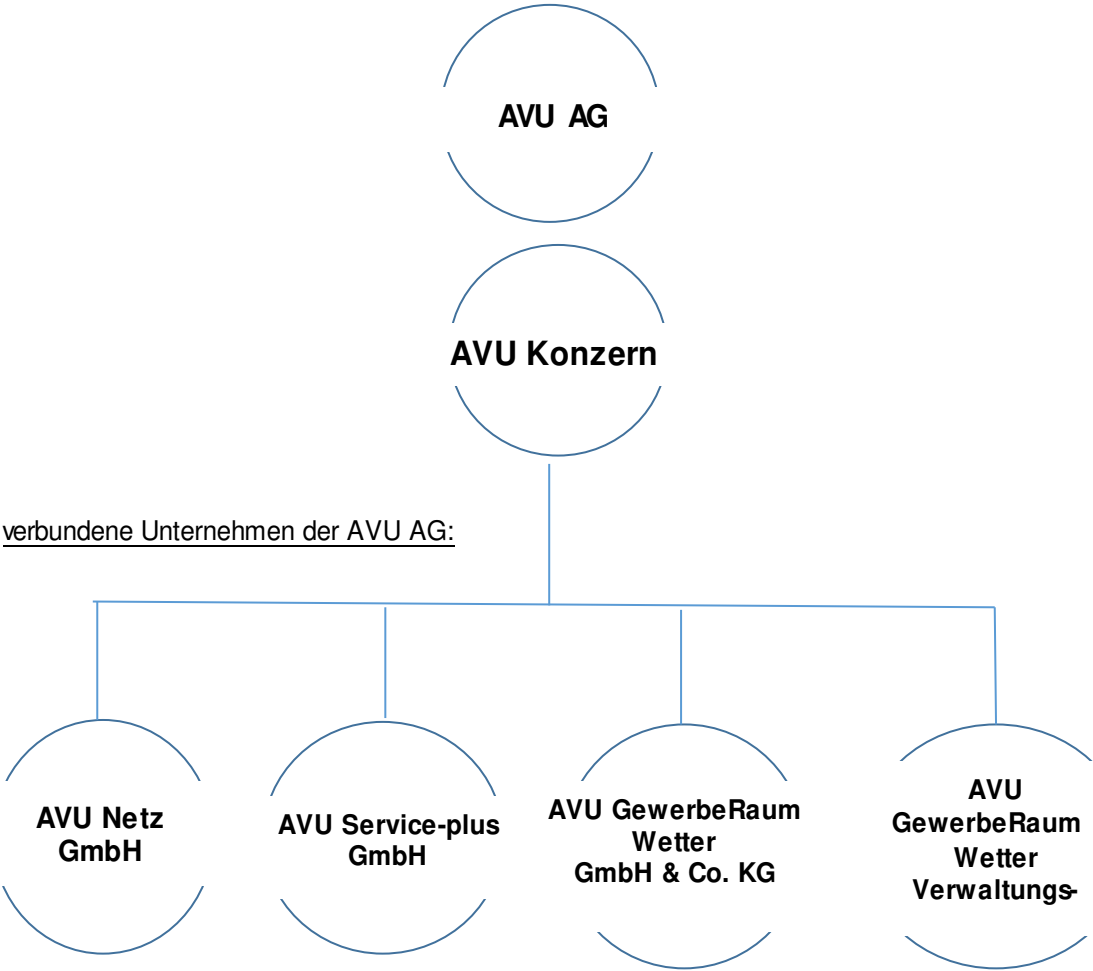 AVU AG
AVU Konzern
verbundene Unternehmen der AVU AG:
AVU Netz
GmbH
AVU Service-plus
GmbH
AVU GewerbeRaum
Wetter
GmbH & Co. KG
AVU
GewerbeRaum
Wetter
Verwaltungs-